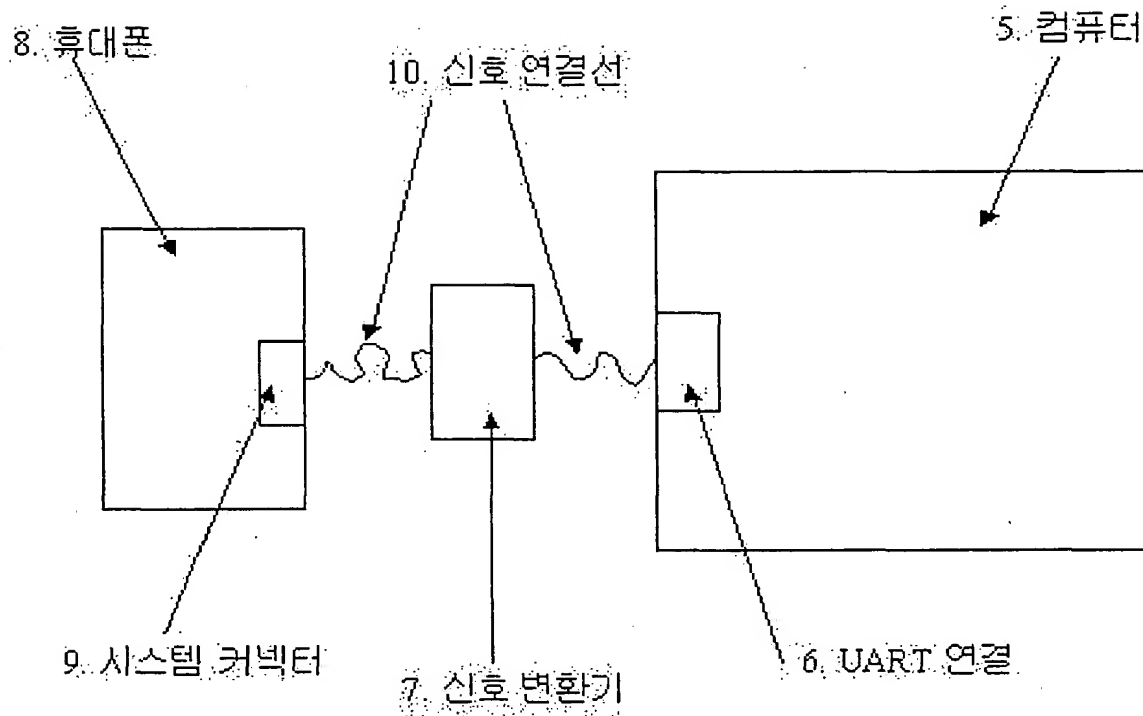 8. 휴대폰
10. 신호 연결선
5. 컴퓨터
9. 시스템 커넥터
7. 신호 변환기
6. UART 연결